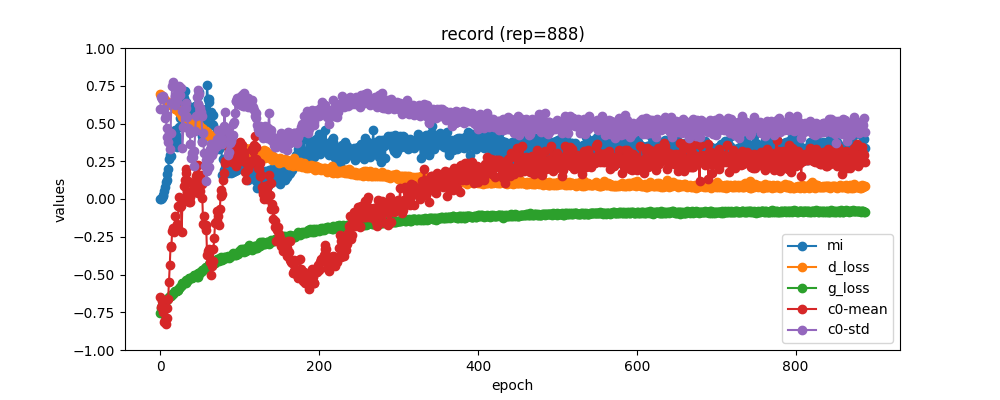 record (rep=888)
1.00
0.75
0.50
0.25
0.00
−0.25
−0.50
−0.75
−1.00
values
0
200
400
600
800
epoch
mi
d_loss
g_loss
c0-mean
c0-std